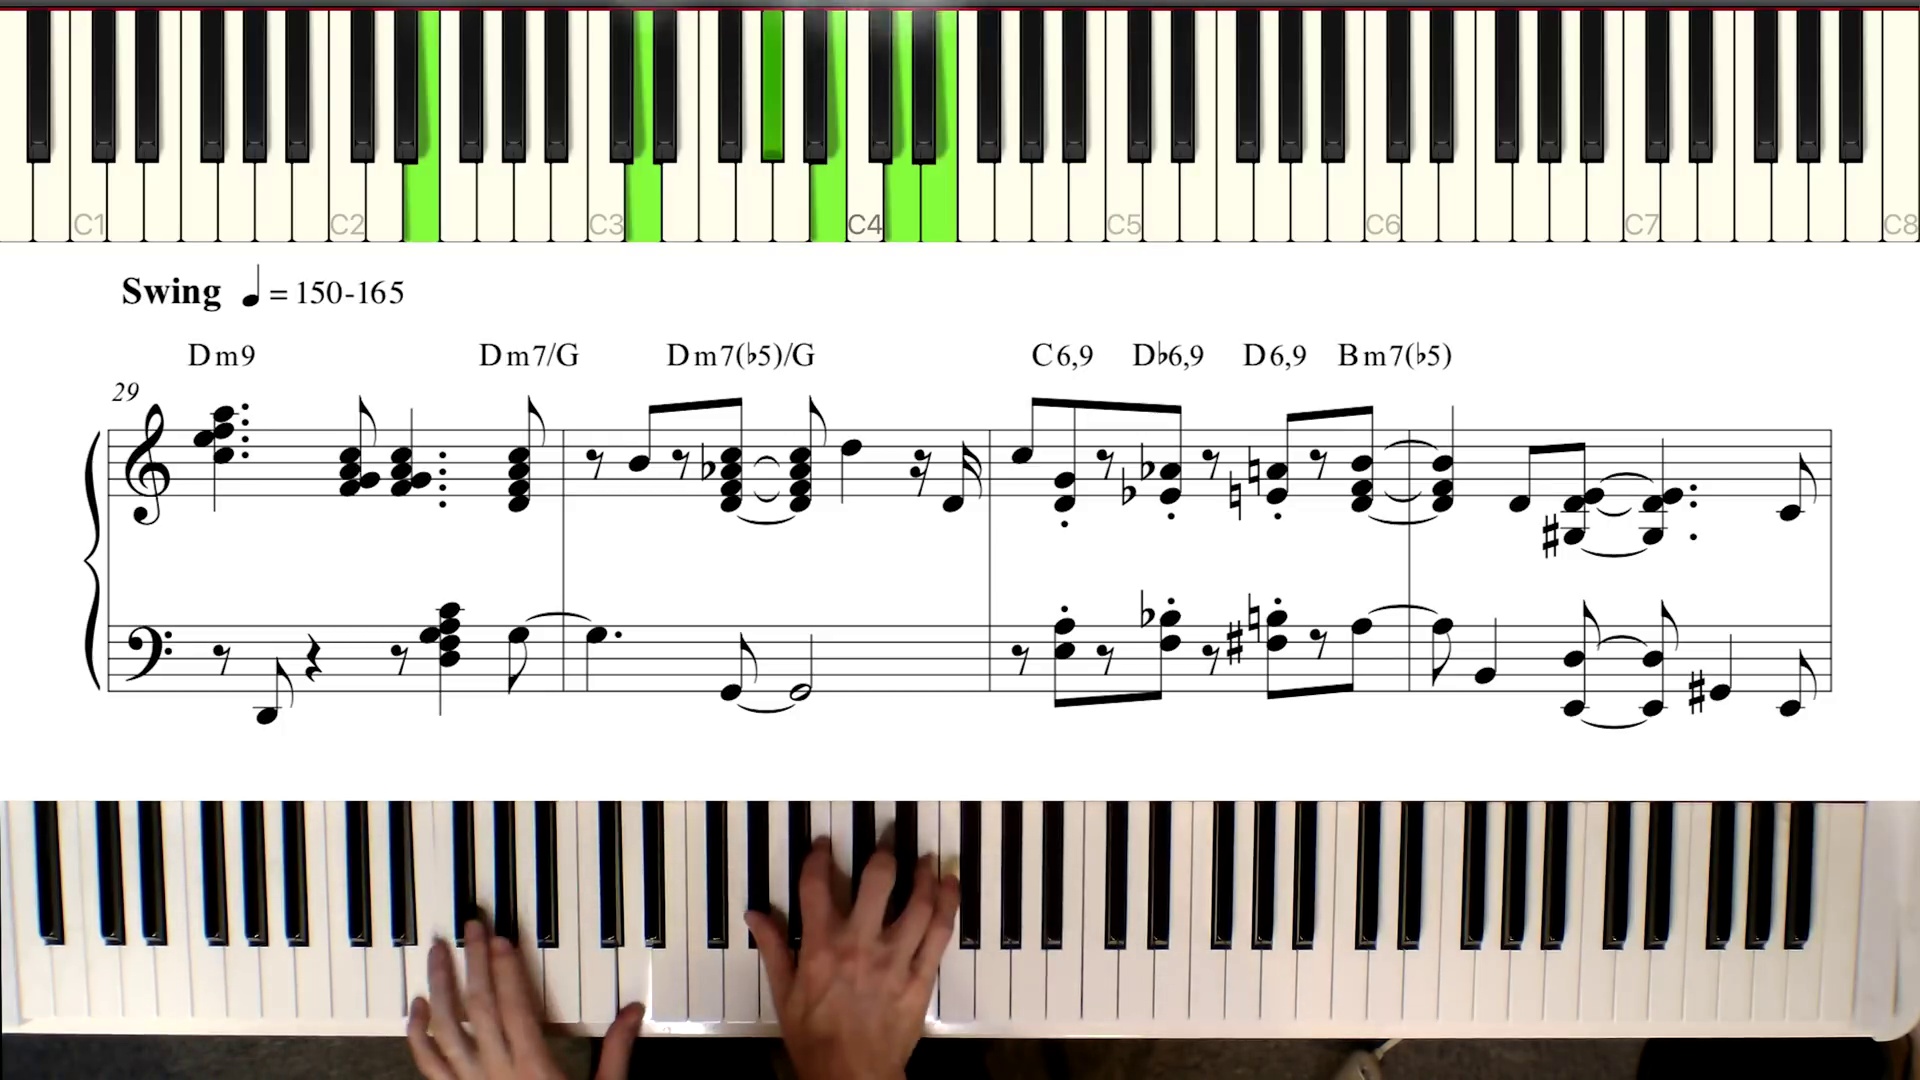 C1 C2 C3 C4 C5 C6 C7 C8
Swing ♩ = 150-165
Dm9 Dm7/G Dm7(♭5)/G C6,9 D♭6,9 D6,9 Bm7(♭5)
29